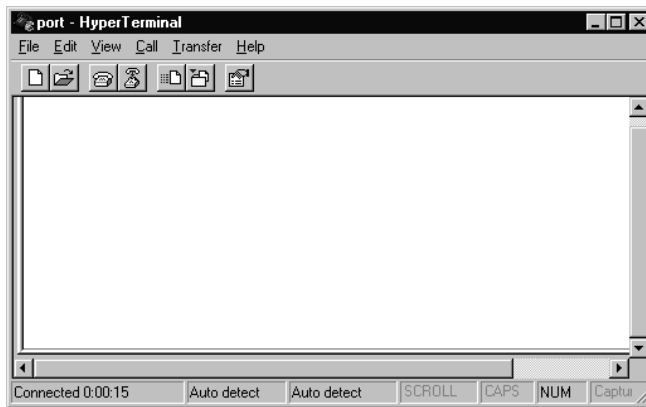 port - HyperTerminal
File Edit View Call Transfer Help
Connected 0:00:15 Auto detect Auto detect SCROLL CAPS NUM Captur